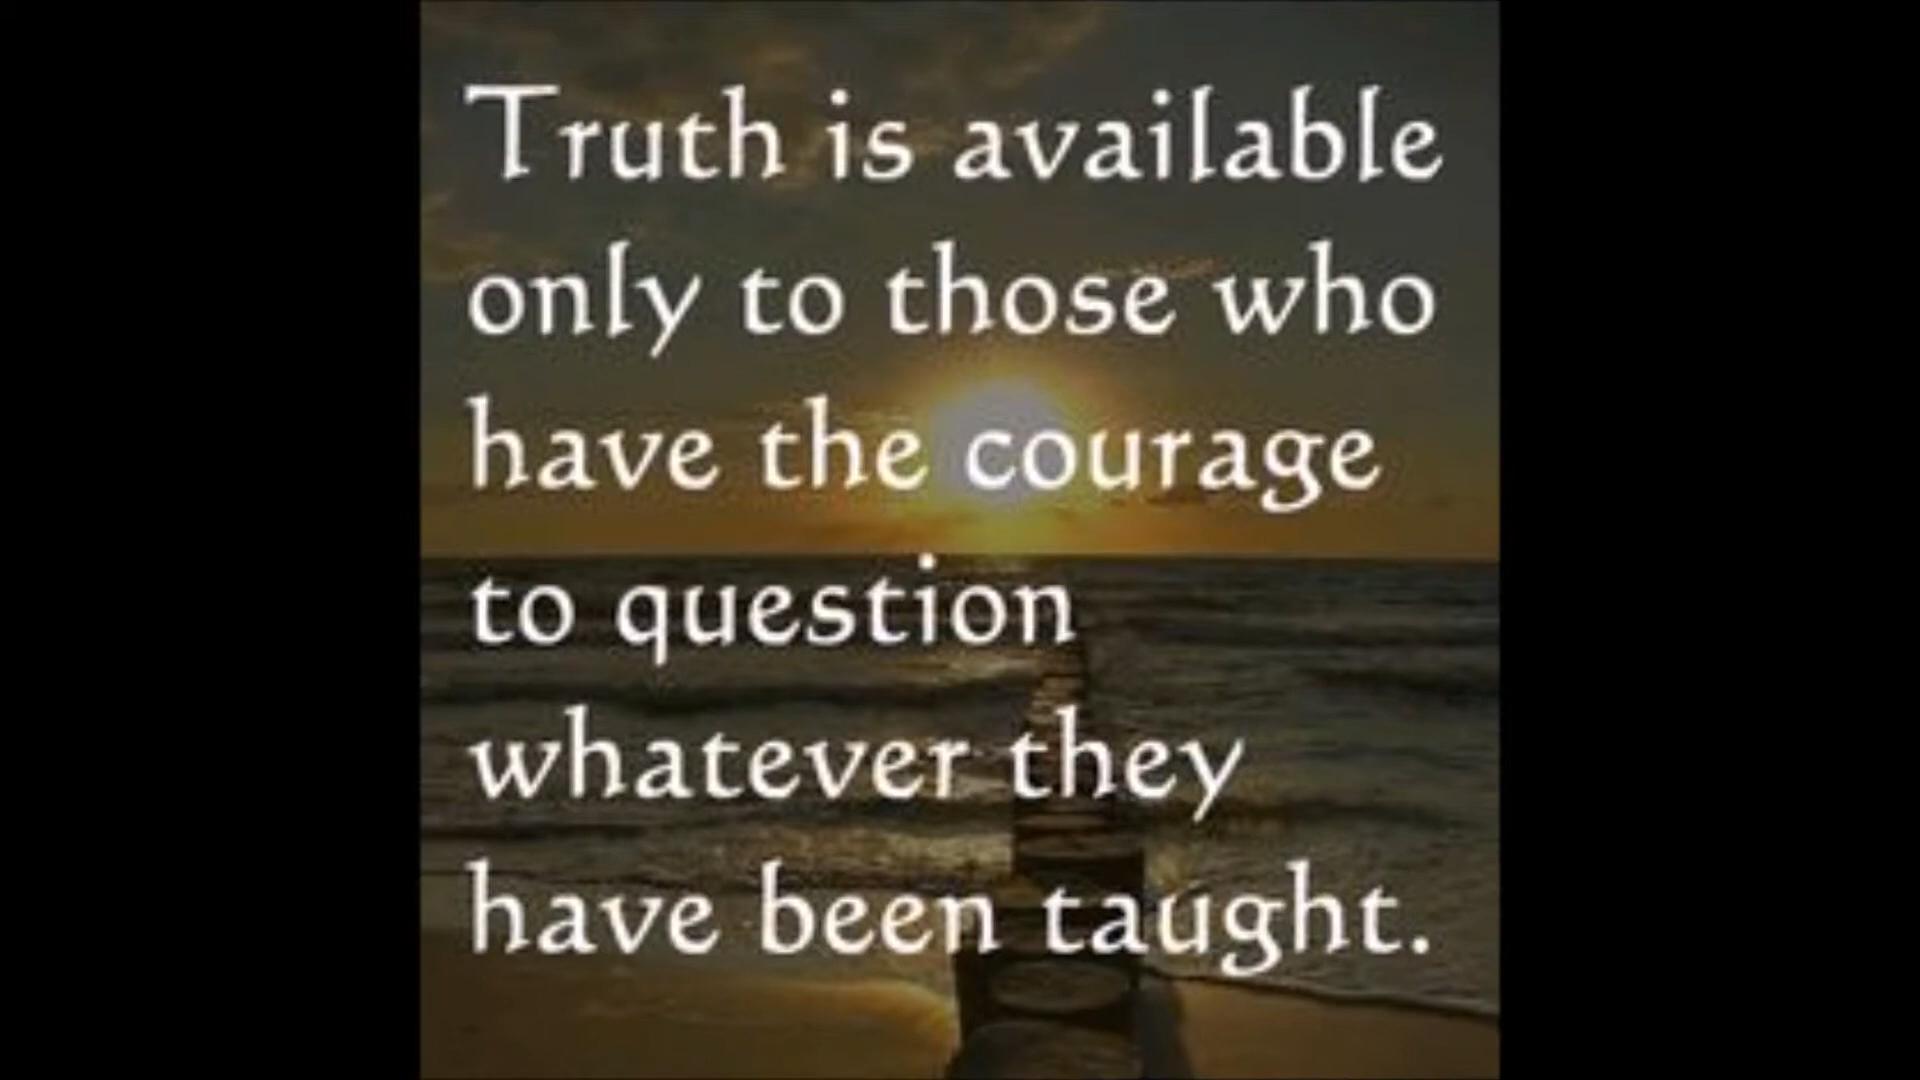 Truth is available
only to those who
have the courage
to question
whatever they
have been taught.